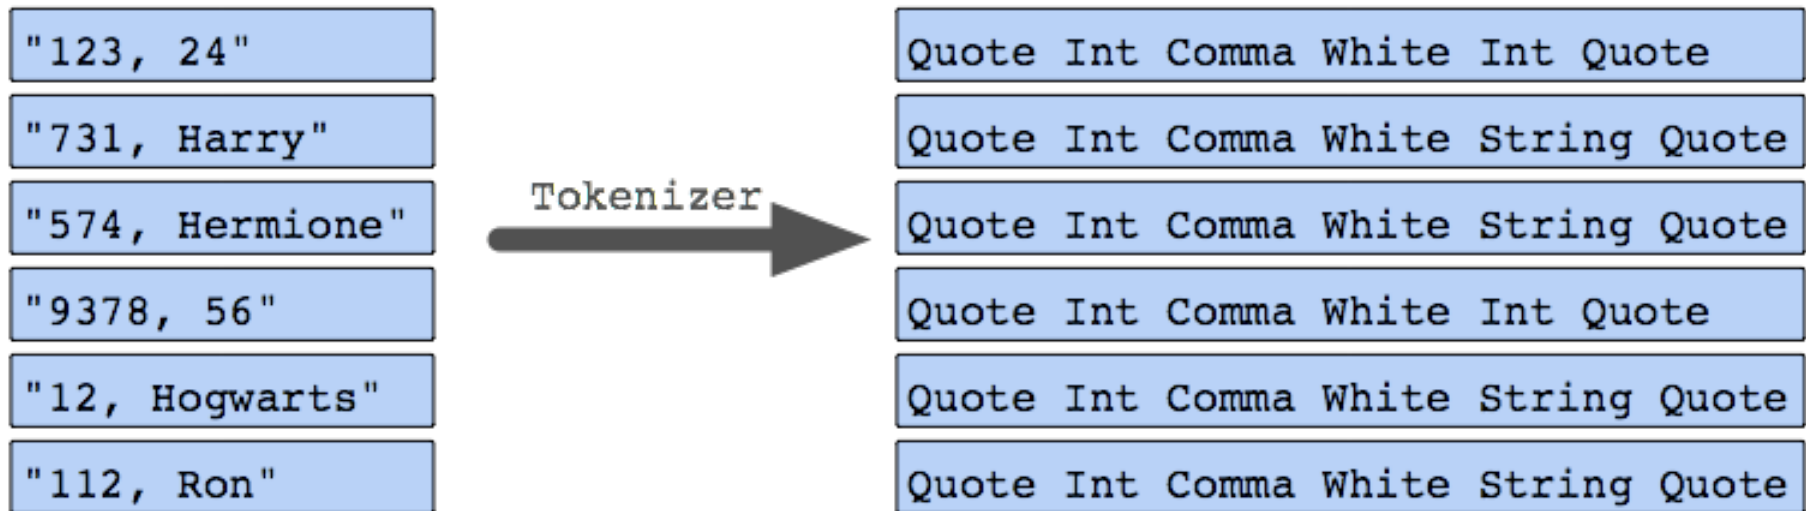 "123, 24"
Quote Int Comma White Int Quote
"731, Harry"
Quote Int Comma White String Quote
Tokenizer
"574, Hermione"
Quote Int Comma White String Quote
"9378, 56"
Quote Int Comma White Int Quote
"12, Hogwarts"
Quote Int Comma White String Quote
"112, Ron"
Quote Int Comma White String Quote